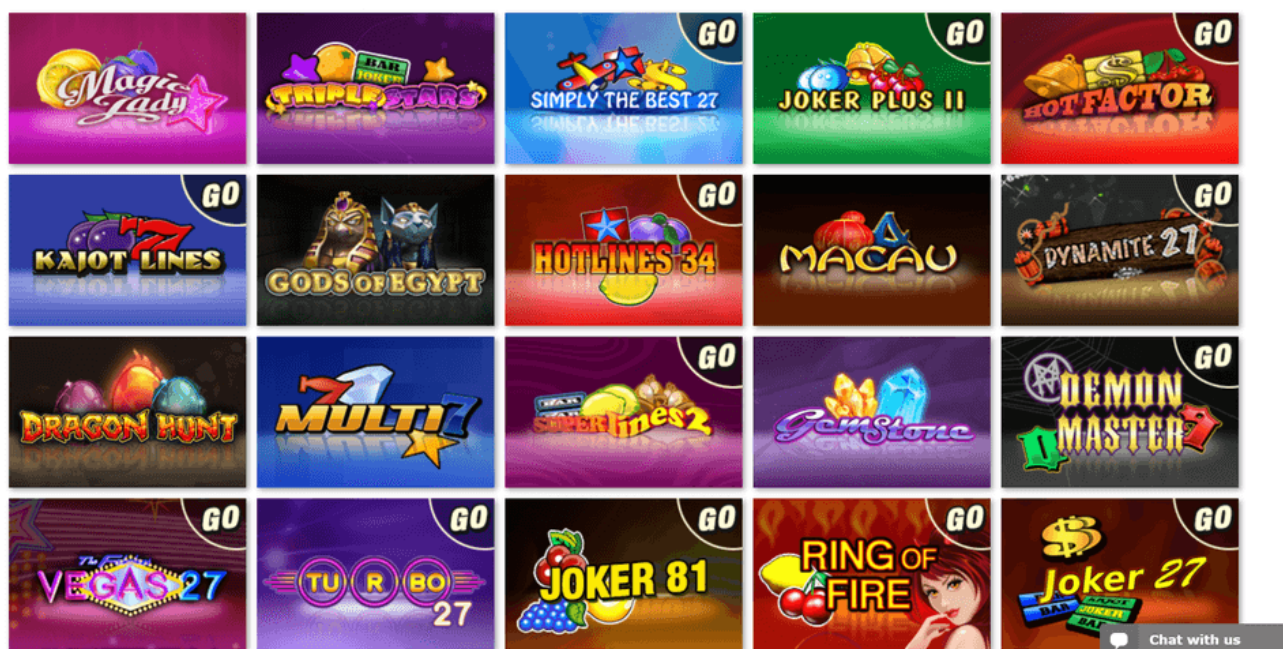 Magic
Lady
BAR
JOKER
TRIPLE STARS
GO
SIMPLY THE BEST 27
GO
JOKER PLUS II
GO
HOT FACTOR
GO
KAJOT LINES
GODS OF EGYPT
GO
HOTLINES 34
MACAU
GO
DYNAMITE 27
DRAGON HUNT
7
MULTI 7
GO
BAR
SUPER lines 2
GemStone
GO
DEMON
MASTER
GO
VEGAS 27
GO
TURBO
27
GO
JOKER 81
GO
RING OF
FIRE
GO
Joker 27
BAR
KAJOT
JOKER
BAR
Chat with us